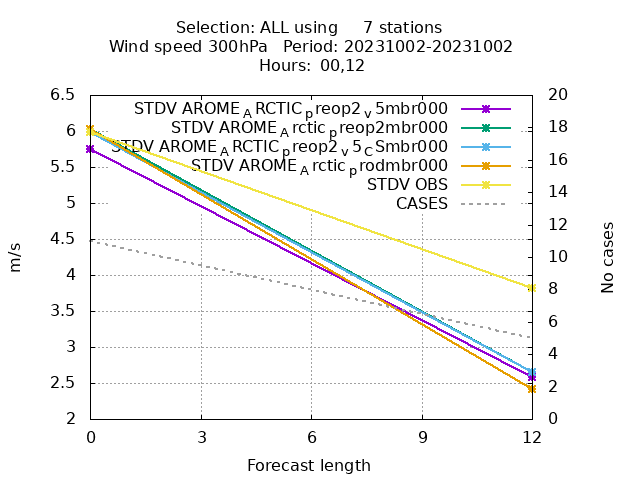 Selection: ALL using 7 stations
Wind speed 300hPa Period: 20231002-20231002
Hours: 00,12
STDV AROME_ARCTIC_preop2_v5mbr000
STDV AROME_Arctic_preop2mbr000
STDV AROME_ARCTIC_preop2_v5_CSmbr000
STDV AROME_Arctic_prodmbr000
STDV OBS
CASES
m/s
6.5
6
5.5
5
4.5
4
3.5
3
2.5
2
20
18
16
14
12
10
8
6
4
2
0
No cases
0 3 6 9 12
Forecast length